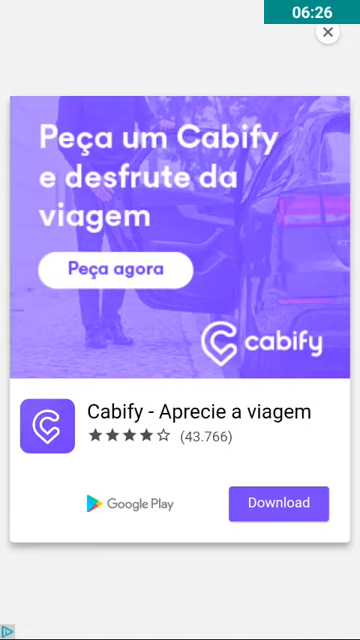 06:26
Peça um Cabify
e desfrute da
viagem
Peça agora
cabify
Cabify - Aprecie a viagem
(43.766)
Google Play
Download